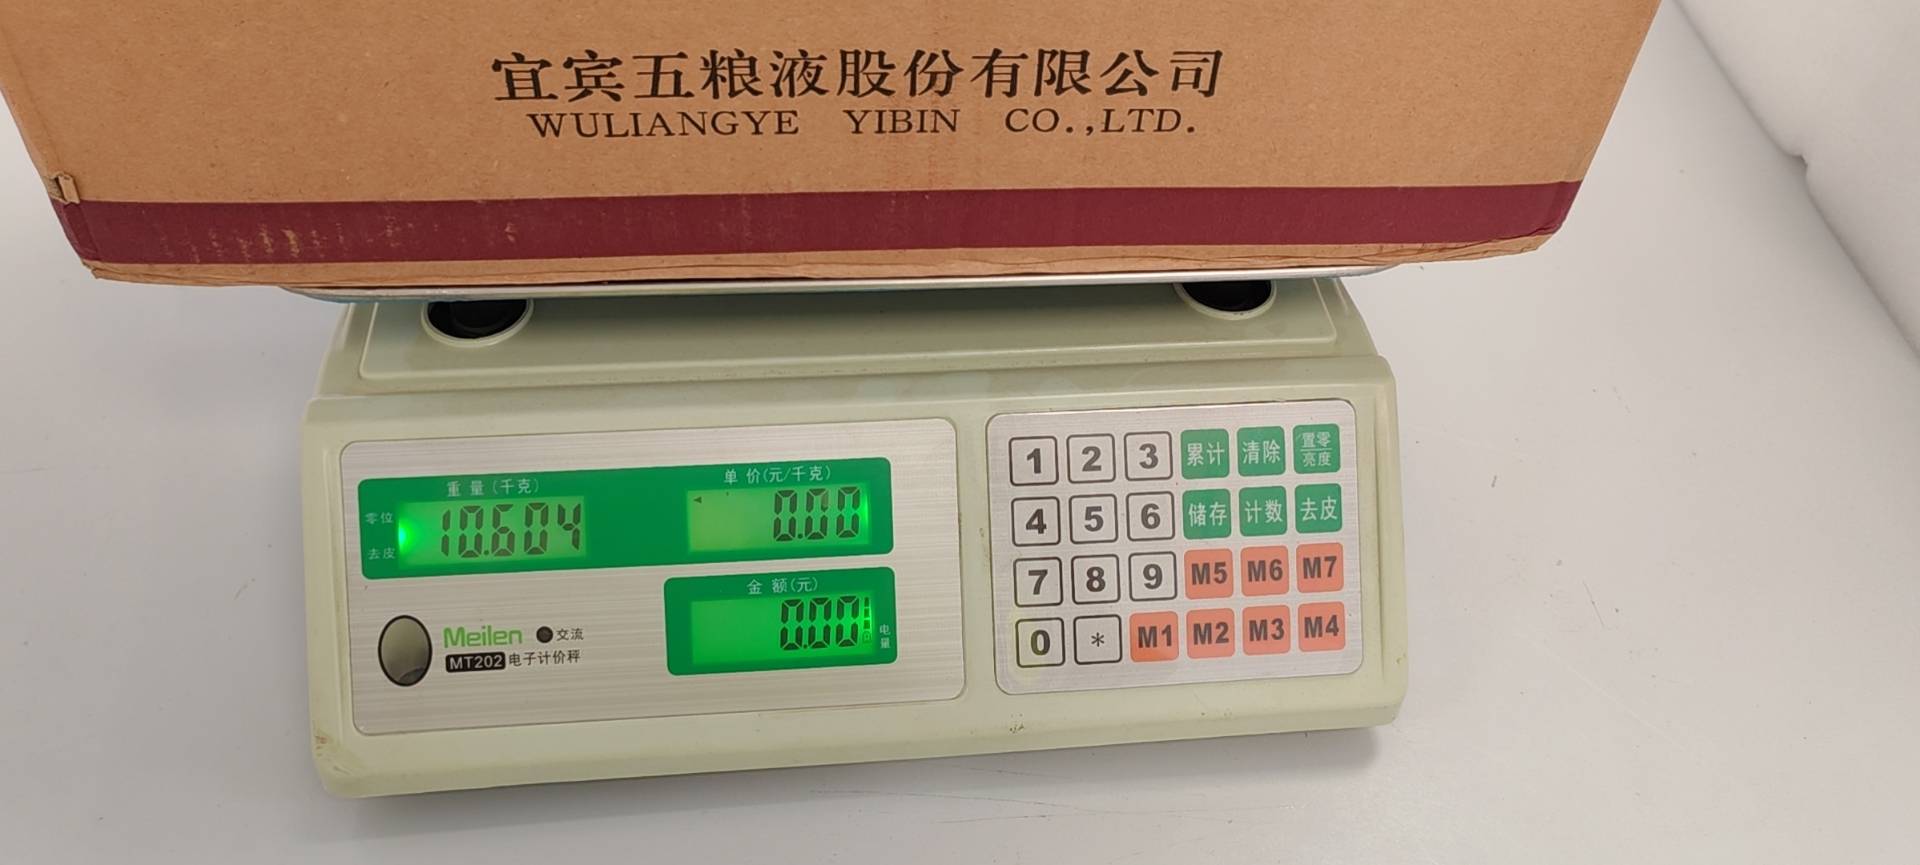 宜宾五粮液股份有限公司
WULIANGYE YIBIN CO.,LTD.
重量(千克)
单价(元/千克)
零位
去皮
10.604
0.00
金额(元)
0.00
电量
Meilen 交流
MT202 电子计价秤
1 2 3 累计 清除 置零/亮度
4 5 6 储存 计数 去皮
7 8 9 M5 M6 M7
0 * M1 M2 M3 M4